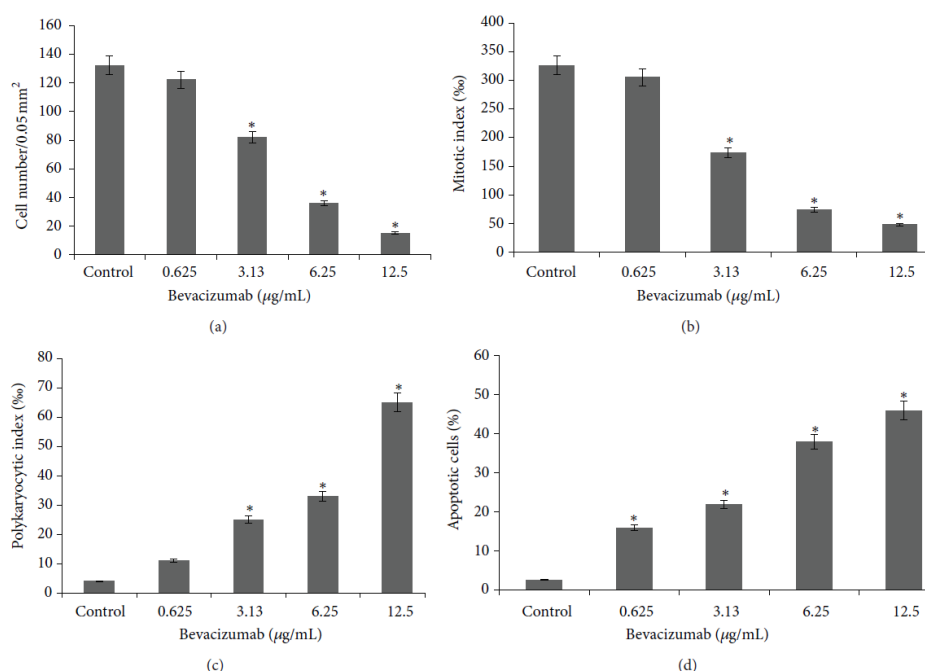 160
140
120
100
80
60
40
20
0
Cell number/0.05 mm²
* * *
Control 0.625 3.13 6.25 12.5
Bevacizumab (μg/mL)
(a)
400
350
300
250
200
150
100
50
0
Mitotic index (‰)
* * *
Control 0.625 3.13 6.25 12.5
Bevacizumab (μg/mL)
(b)
80
70
60
50
40
30
20
10
0
Polykaryocytic index (‰)
* * *
Control 0.625 3.13 6.25 12.5
Bevacizumab (μg/mL)
(c)
60
50
40
30
20
10
0
Apoptotic cells (%)
* * * *
Control 0.625 3.13 6.25 12.5
Bevacizumab (μg/mL)
(d)